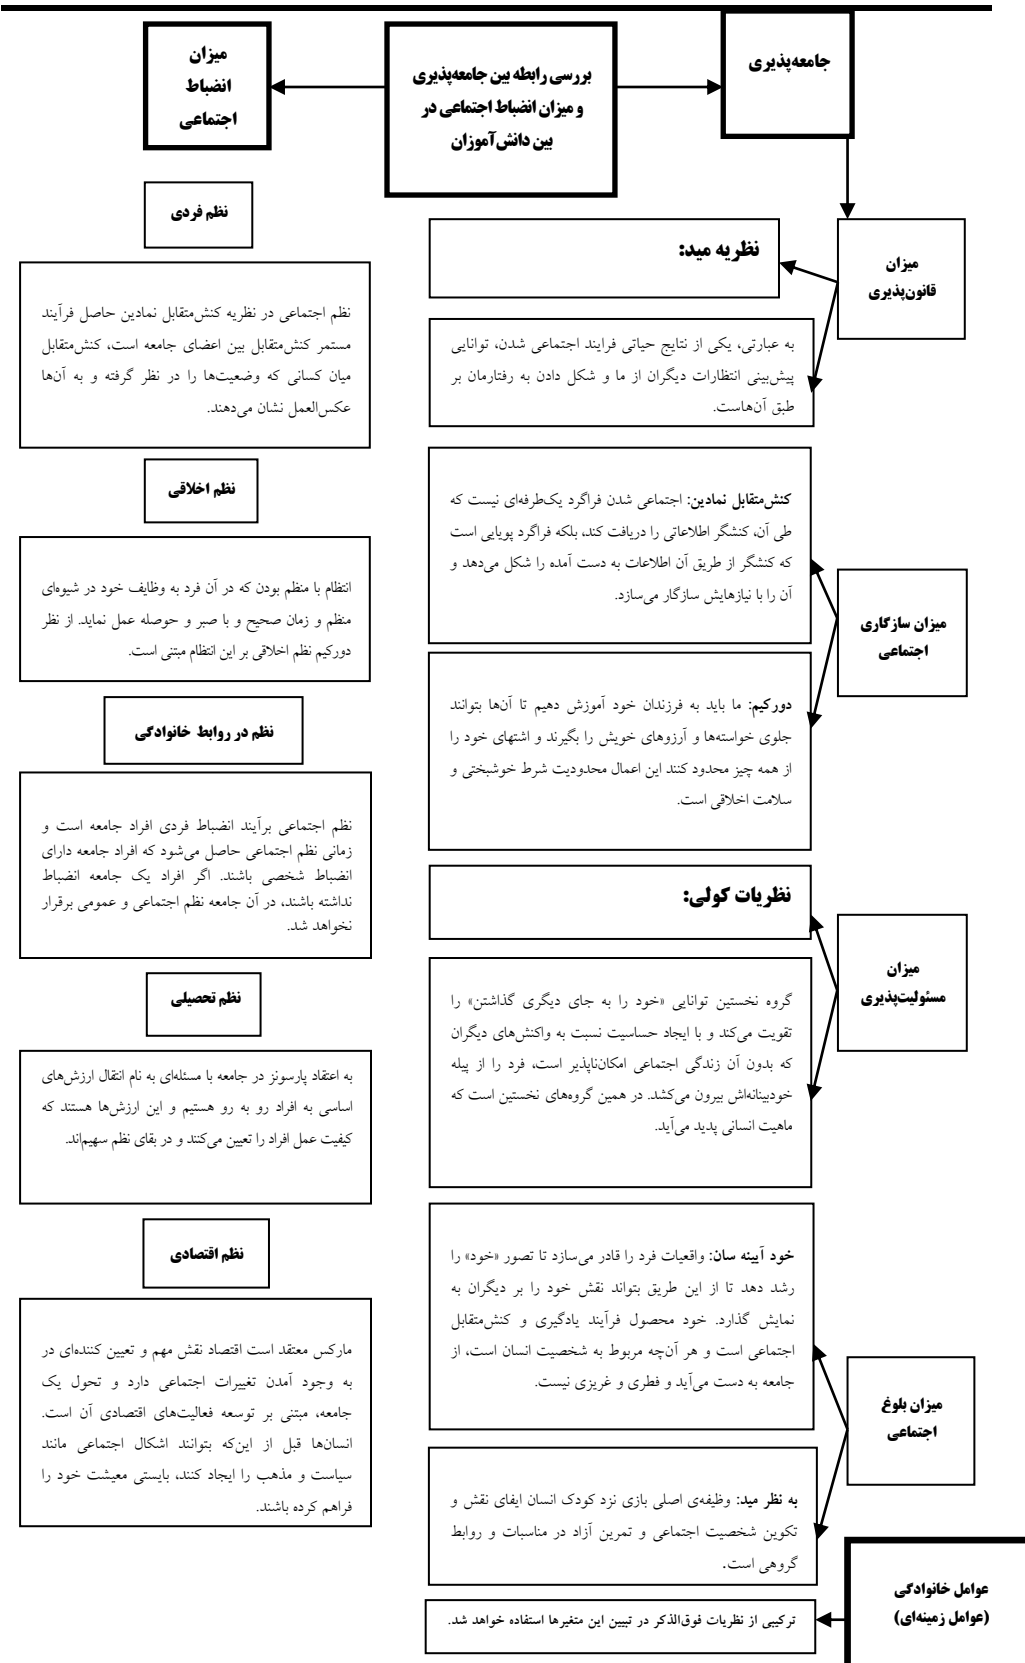 جامعه‌پذیری
بررسی رابطه بین جامعه‌پذیری
و میزان انضباط اجتماعی در
بین دانش‌آموزان
میزان
انضباط
اجتماعی
میزان
قانون‌پذیری
نظریه مید:
به عبارتی، یکی از نتایج حیاتی فرایند اجتماعی شدن، توانایی
پیش‌بینی انتظارات دیگران از ما و شکل دادن به رفتارمان بر
طبق آن‌هاست.
میزان سازگاری
اجتماعی
کنش‌متقابل نمادین: اجتماعی شدن فراگرد یک‌طرفه‌ای نیست که
طی آن، کنشگر اطلاعاتی را دریافت کند، بلکه فراگرد پویایی است
که کنشگر از طریق آن اطلاعات به دست آمده را شکل می‌دهد و
آن را با نیازهایش سازگار می‌سازد.
دورکیم: ما باید به فرزندان خود آموزش دهیم تا آن‌ها بتوانند
جلوی خواسته‌ها و آرزوهای خویش را بگیرند و اشتهای خود را
از همه چیز محدود کنند این اعمال محدودیت شرط خوشبختی و
سلامت اخلاقی است.
میزان
مسئولیت‌پذیری
نظریات کولی:
گروه نخستین توانایی «خود را به جای دیگری گذاشتن» را
تقویت می‌کند و با ایجاد حساسیت نسبت به واکنش‌های دیگران
که بدون آن زندگی اجتماعی امکان‌ناپذیر است، فرد را از پیله
خودبینانه‌اش بیرون می‌کشد. در همین گروه‌های نخستین است که
ماهیت انسانی پدید می‌آید.
میزان بلوغ
اجتماعی
خود آیینه سان: واقعیات فرد را قادر می‌سازد تا تصور «خود» را
رشد دهد تا از این طریق بتواند نقش خود را بر دیگران به
نمایش گذارد. خود محصول فرآیند یادگیری و کنش‌متقابل
اجتماعی است و هر آن‌چه مربوط به شخصیت انسان است، از
جامعه به دست می‌آید و فطری و غریزی نیست.
به نظر مید: وظیفه‌ی اصلی بازی نزد کودک انسان ایفای نقش و
تکوین شخصیت اجتماعی و تمرین آزاد در مناسبات و روابط
گروهی است.
عوامل خانوادگی
(عوامل زمینه‌ای)
ترکیبی از نظریات فوق‌الذکر در تبیین این متغیرها استفاده خواهد شد.
نظم فردی
نظم اجتماعی در نظریه کنش‌متقابل نمادین حاصل فرآیند
مستمر کنش‌متقابل بین اعضای جامعه است، کنش‌متقابل
میان کسانی که وضعیت‌ها را در نظر گرفته و به آن‌ها
عکس‌العمل نشان می‌دهند.
نظم اخلاقی
انتظام با منظم بودن که در آن فرد به وظایف خود در شیوه‌ای
منظم و زمان صحیح و با صبر و حوصله عمل نماید. از نظر
دورکیم نظم اخلاقی بر این انتظام مبتنی است.
نظم در روابط خانوادگی
نظم اجتماعی برآیند انضباط فردی افراد جامعه است و
زمانی نظم اجتماعی حاصل می‌شود که افراد جامعه دارای
انضباط شخصی باشند. اگر افراد یک جامعه انضباط
نداشته باشند، در آن جامعه نظم اجتماعی و عمومی برقرار
نخواهد شد.
نظم تحصیلی
به اعتقاد پارسونز در جامعه با مسئله‌ای به نام انتقال ارزش‌های
اساسی به افراد رو به رو هستیم و این ارزش‌ها هستند که
کیفیت عمل افراد را تعیین می‌کنند و در بقای نظم سهیم‌اند.
نظم اقتصادی
مارکس معتقد است اقتصاد نقش مهم و تعیین کننده‌ای در
به وجود آمدن تغییرات اجتماعی دارد و تحول یک
جامعه، مبتنی بر توسعه فعالیت‌های اقتصادی آن است.
انسان‌ها قبل از این‌که بتوانند اشکال اجتماعی مانند
سیاست و مذهب را ایجاد کنند، بایستی معیشت خود را
فراهم کرده باشند.